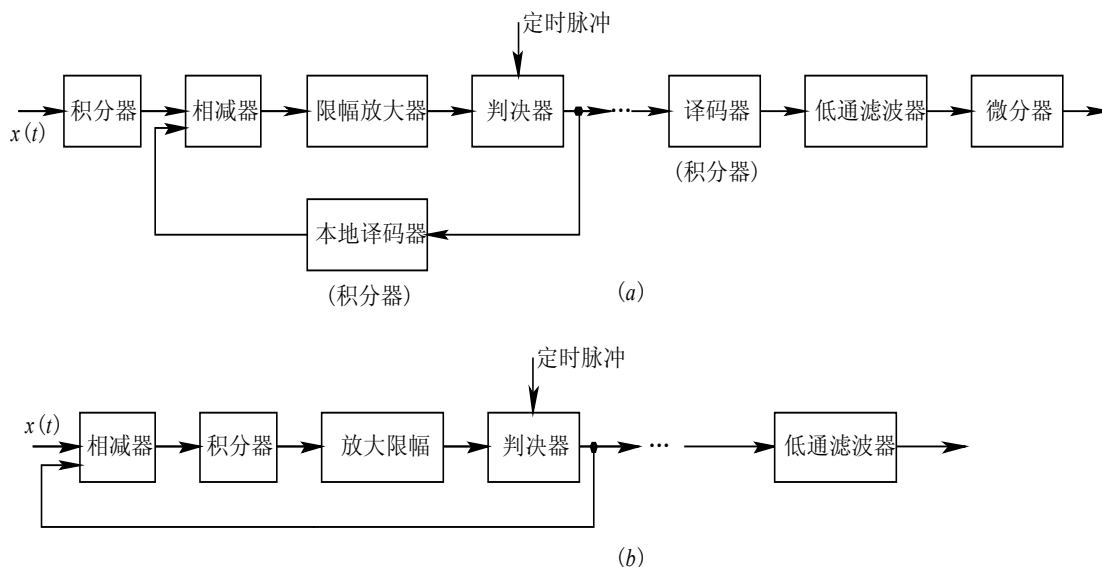 定时脉冲
积分器
相减器
限幅放大器
判决器
···
译码器
低通滤波器
微分器
x(t)
(积分器)
本地译码器
(积分器)
(a)
定时脉冲
x(t)
相减器
积分器
放大限幅
判决器
···
低通滤波器
(b)